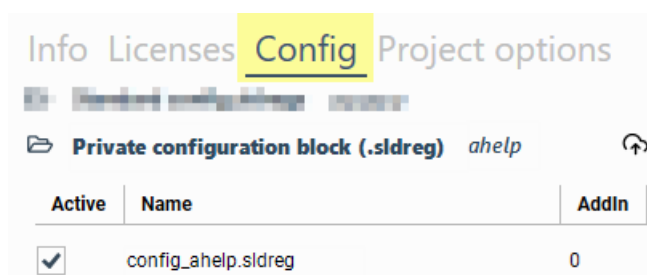 Info Licenses Config Project options
Private configuration block (.sldreg) ahelp
Active Name AddIn
config_ahelp.sldreg 0